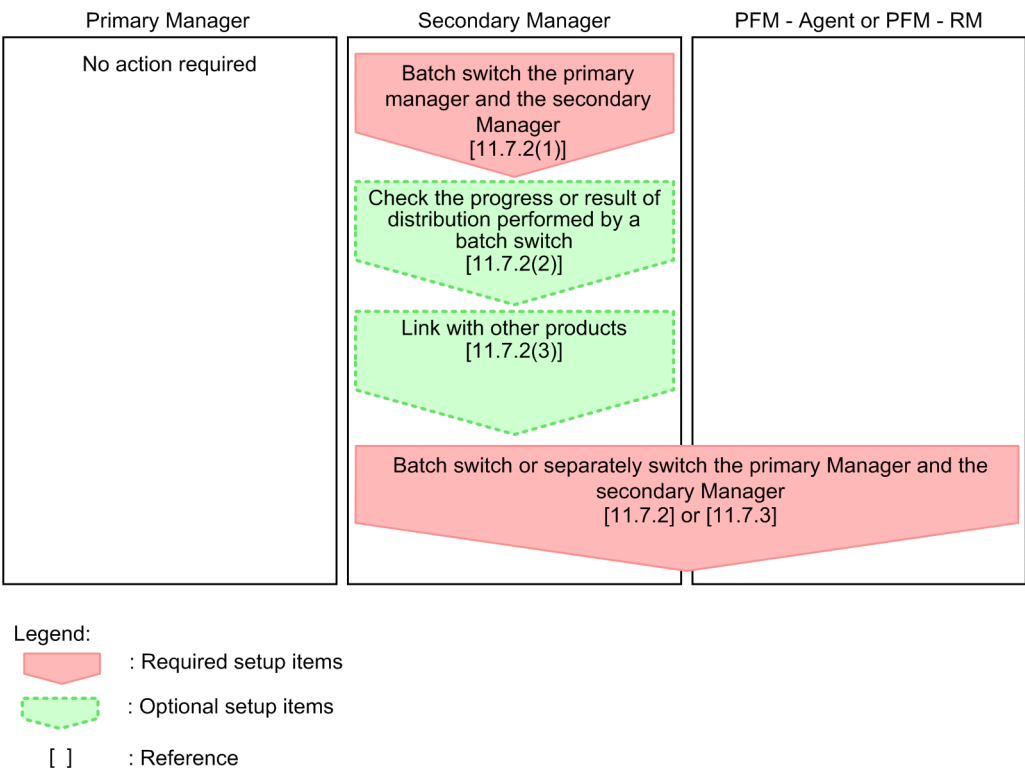 Primary Manager
Secondary Manager
PFM - Agent or PFM - RM
No action required
Batch switch the primary
manager and the secondary
Manager
[11.7.2(1)]
Check the progress or result of
distribution performed by a
batch switch
[11.7.2(2)]
Link with other products
[11.7.2(3)]
Batch switch or separately switch the primary Manager and the
secondary Manager
[11.7.2] or [11.7.3]
Legend:
: Required setup items
: Optional setup items
[ ] : Reference